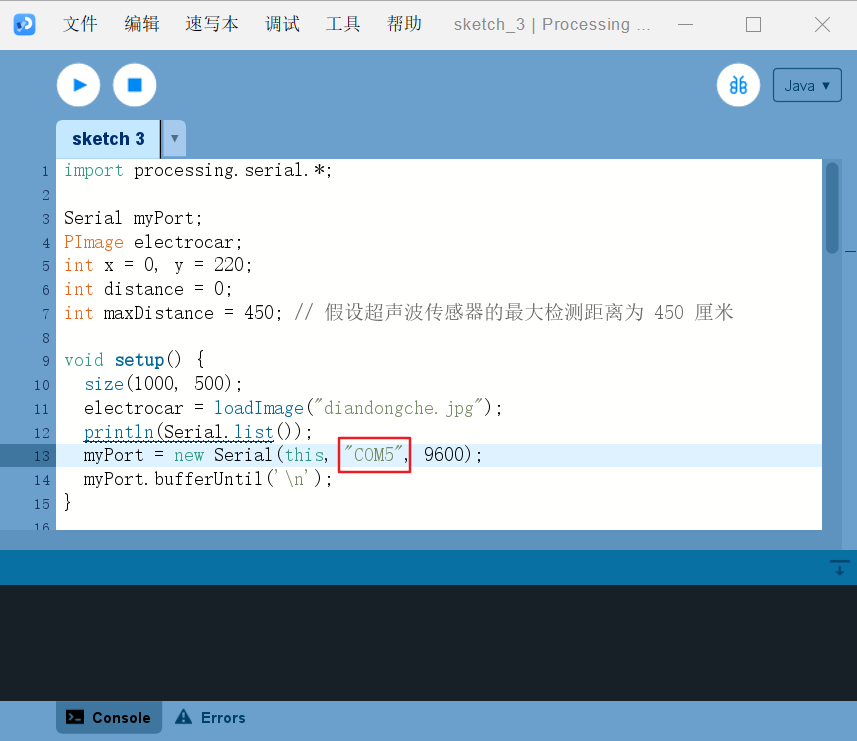 文件 编辑 速写本 调试 工具 帮助 sketch_3 | Processing ...
Java ▾
sketch 3 ▾
1 import processing.serial.*;
2
3 Serial myPort;
4 PImage electrocar;
5 int x = 0, y = 220;
6 int distance = 0;
7 int maxDistance = 450; // 假设超声波传感器的最大检测距离为 450 厘米
8
9 void setup() {
10 size(1000, 500);
11 electrocar = loadImage("diandongche.jpg");
12 println(Serial.list());
13 myPort = new Serial(this, "COM5", 9600);
14 myPort.bufferUntil('\n');
15 }
16
Console Errors